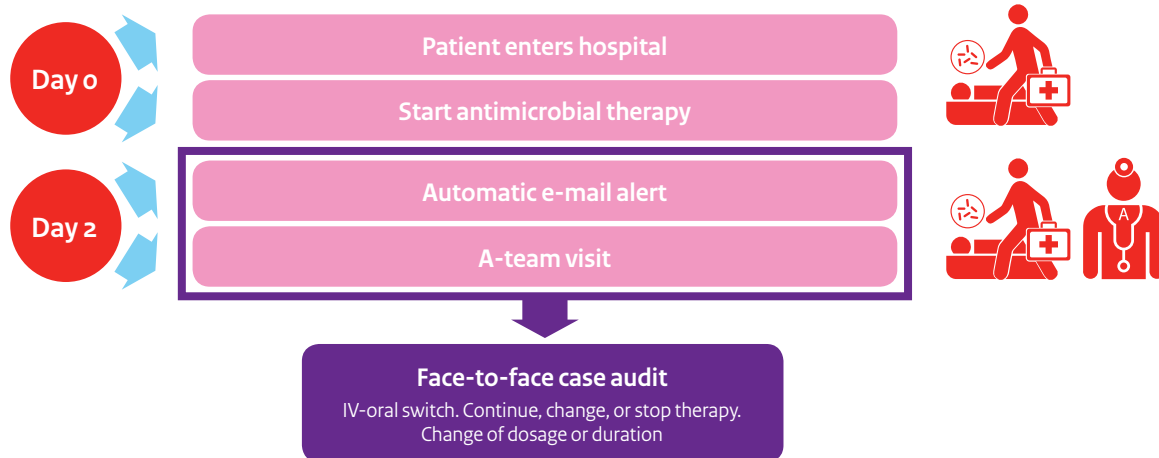 Day 0
Patient enters hospital
Start antimicrobial therapy
Day 2
Automatic e-mail alert
A-team visit
A
Face-to-face case audit
IV-oral switch. Continue, change, or stop therapy.
Change of dosage or duration